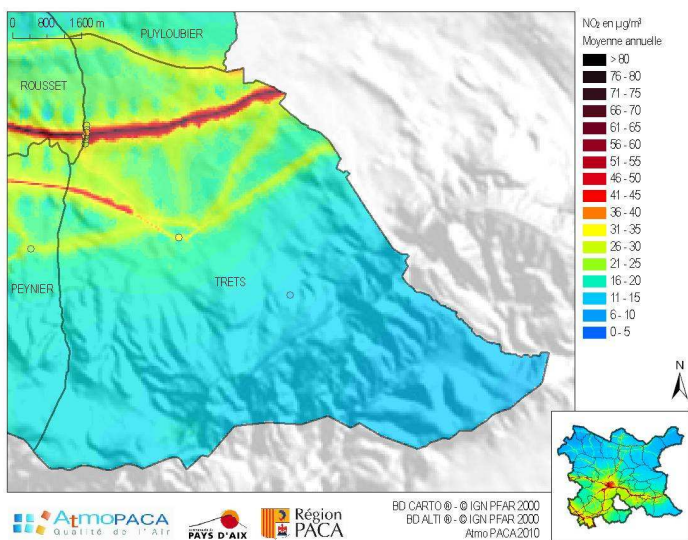 0 800 1 600 m
PUYLOUBIER
ROUSSET
TRETS
PEYNIER
NO₂ en µg/m³
Moyenne annuelle
> 80
76 - 80
71 - 75
66 - 70
61 - 65
56 - 60
51 - 55
46 - 50
41 - 45
36 - 40
31 - 35
26 - 30
21 - 25
16 - 20
11 - 15
6 - 10
0 - 5
N
AtmoPACA
Qualité de l'Air
PAYS D'AIX
Région
PACA
BD CARTO ® - © IGN PFAR 2000
BD ALTI ® - © IGN PFAR 2000
Atmo PACA 2010